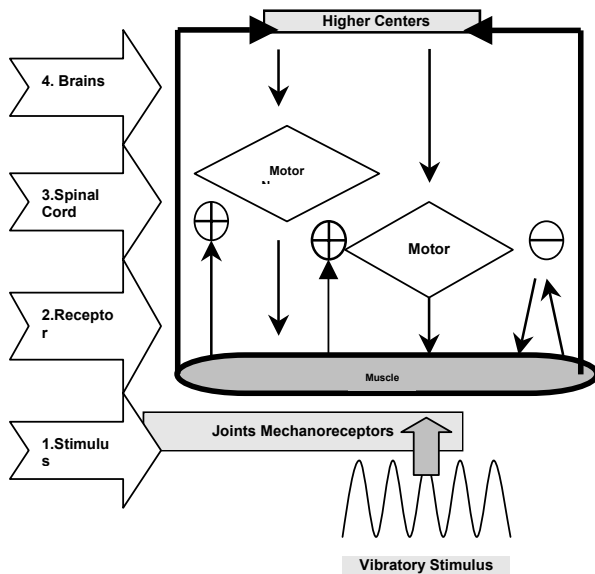 Higher Centers
4. Brains
Motor
3.Spinal
Cord
Motor
2.Recepto
r
Muscle
1.Stimulu
s
Joints Mechanoreceptors
Vibratory Stimulus